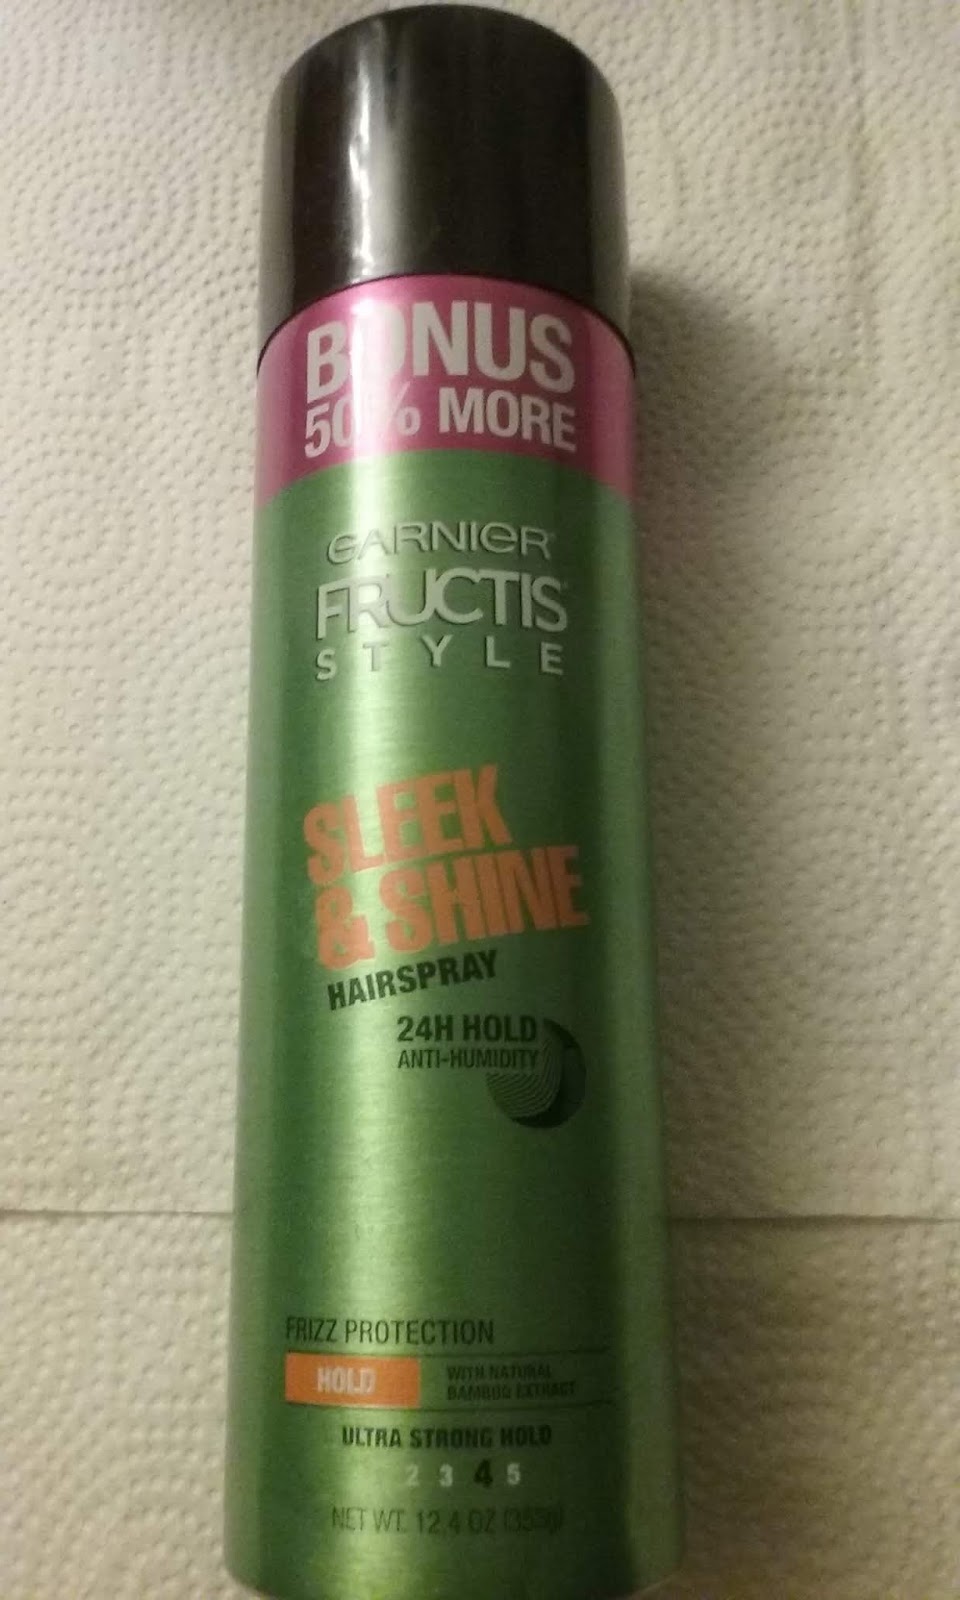 BONUS
50% MORE
GARNIER
FRUCTIS
STYLE
SLEEK
& SHINE
HAIRSPRAY
24H HOLD
ANTI-HUMIDITY
FRIZZ PROTECTION
HOLD
WITH NATURAL
BAMBOO EXTRACT
ULTRA STRONG HOLD
2 3 4 5
NET WT. 12.4 OZ